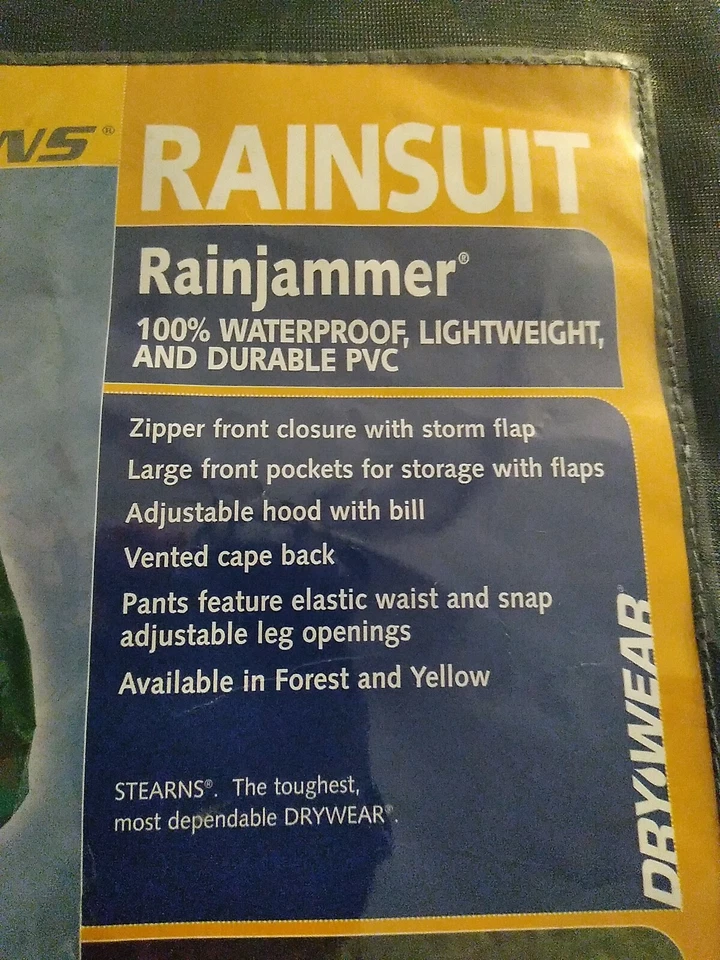 NS®
RAINSUIT
Rainjammer®
100% WATERPROOF, LIGHTWEIGHT,
AND DURABLE PVC
Zipper front closure with storm flap
Large front pockets for storage with flaps
Adjustable hood with bill
Vented cape back
Pants feature elastic waist and snap
adjustable leg openings
Available in Forest and Yellow
STEARNS®. The toughest,
most dependable DRYWEAR®.
DRYWEAR®